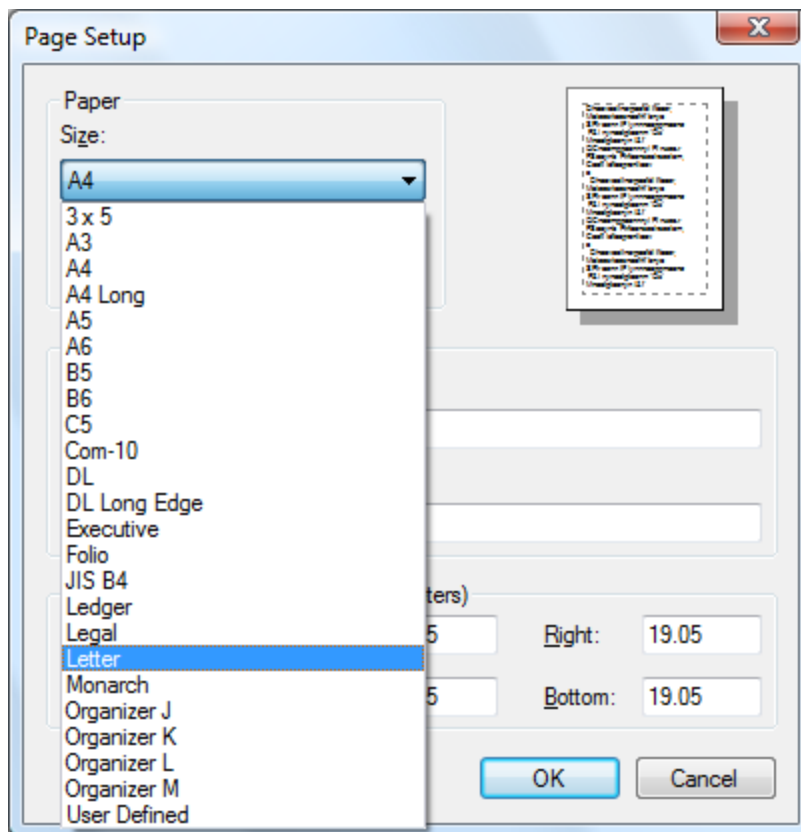 Page Setup
Paper
Size:
A4
3 x 5
A3
A4
A4 Long
A5
A6
B5
B6
C5
Com-10
DL
DL Long Edge
Executive
Folio
JIS B4
Ledger
Legal
Letter
Monarch
Organizer J
Organizer K
Organizer L
Organizer M
User Defined
ters)
5 Right: 19.05
5 Bottom: 19.05
OK Cancel